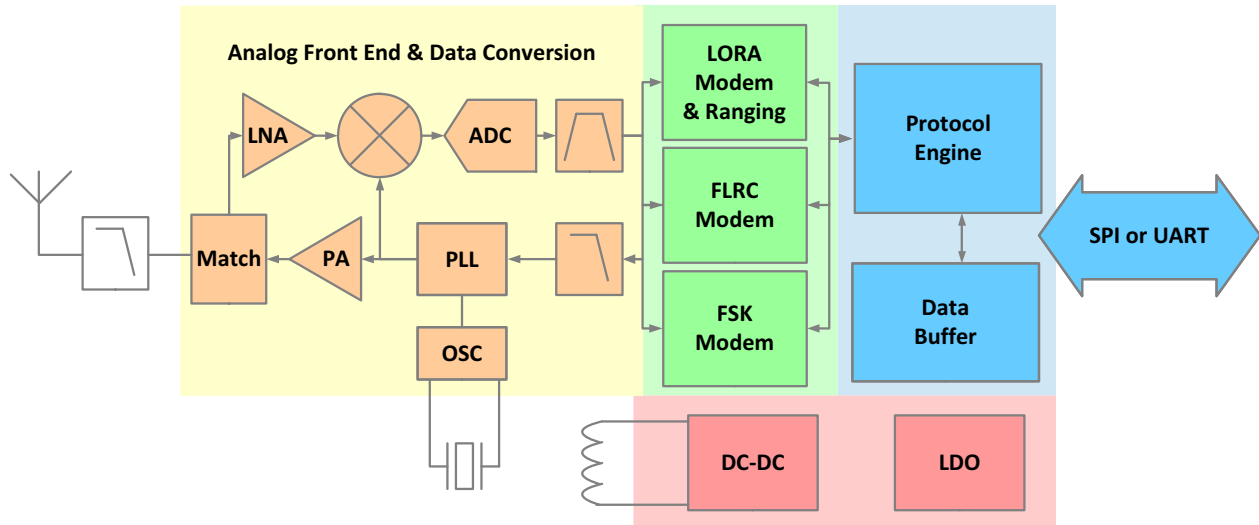 Analog Front End & Data Conversion
LNA
ADC
Match
PA
PLL
OSC
LORA
Modem
& Ranging
FLRC
Modem
FSK
Modem
Protocol
Engine
Data
Buffer
SPI or UART
DC-DC
LDO